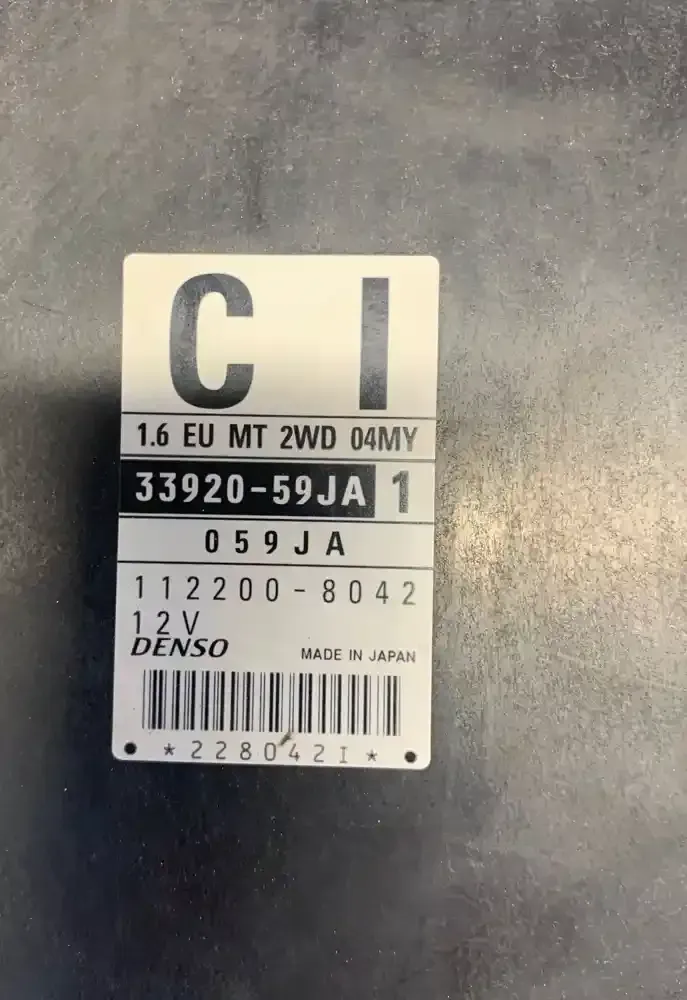 C I
1.6 EU MT 2WD 04MY
33920-59JA 1
059JA
112200-8042
12V
DENSO MADE IN JAPAN
*228042I*